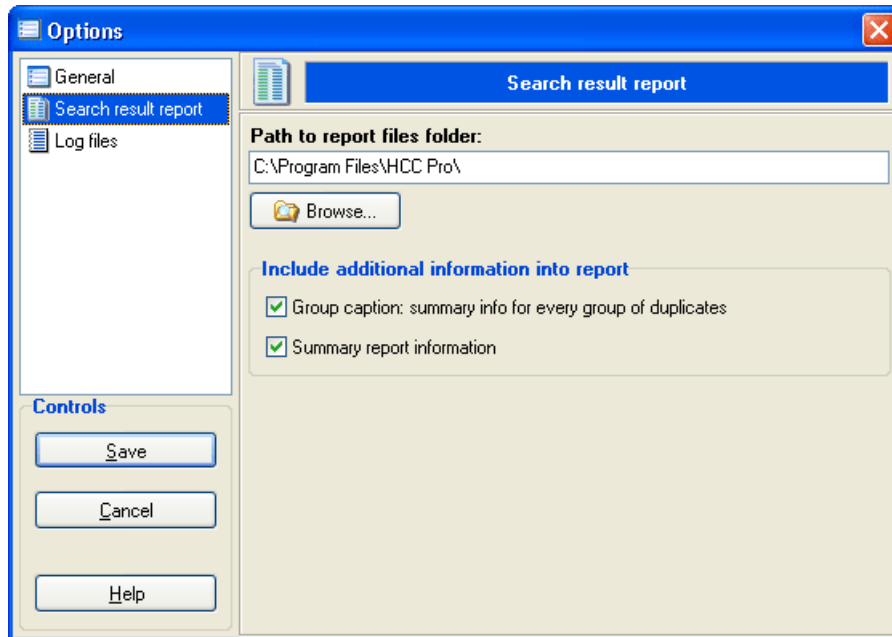 Options
General
Search result report
Log files
Controls
Save
Cancel
Help
Search result report
Path to report files folder:
C:\Program Files\HCC Pro\
Browse...
Include additional information into report
Group caption: summary info for every group of duplicates
Summary report information